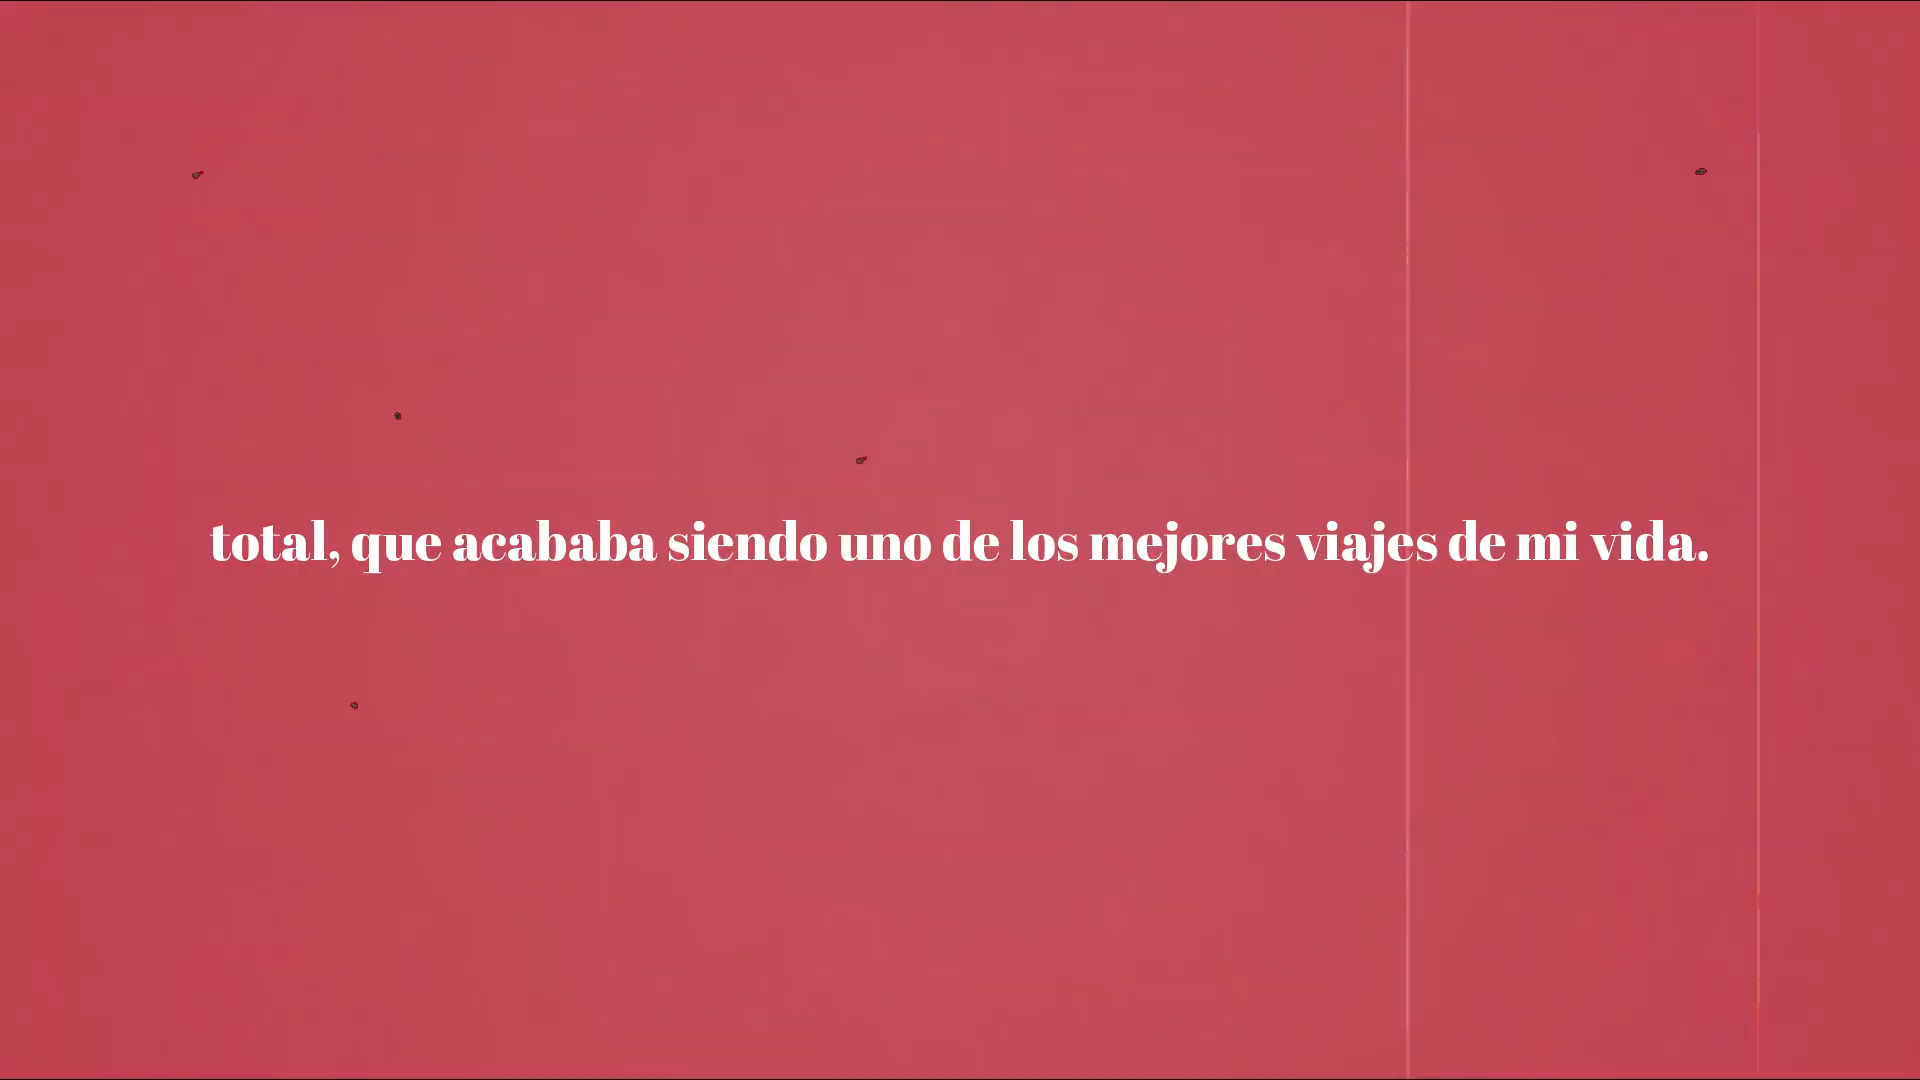 total, que acababa siendo uno de los mejores viajes de mi vida.